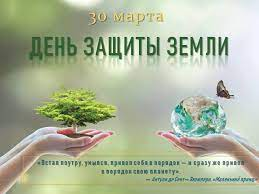 30 марта
ДЕНЬ ЗАЩИТЫ ЗЕМЛИ
«Встал поутру, умылся, привел себя в порядок – и сразу же приведи
в порядок свою планету».
— Антуан де Сент— Экзюпери, «Маленький принц»